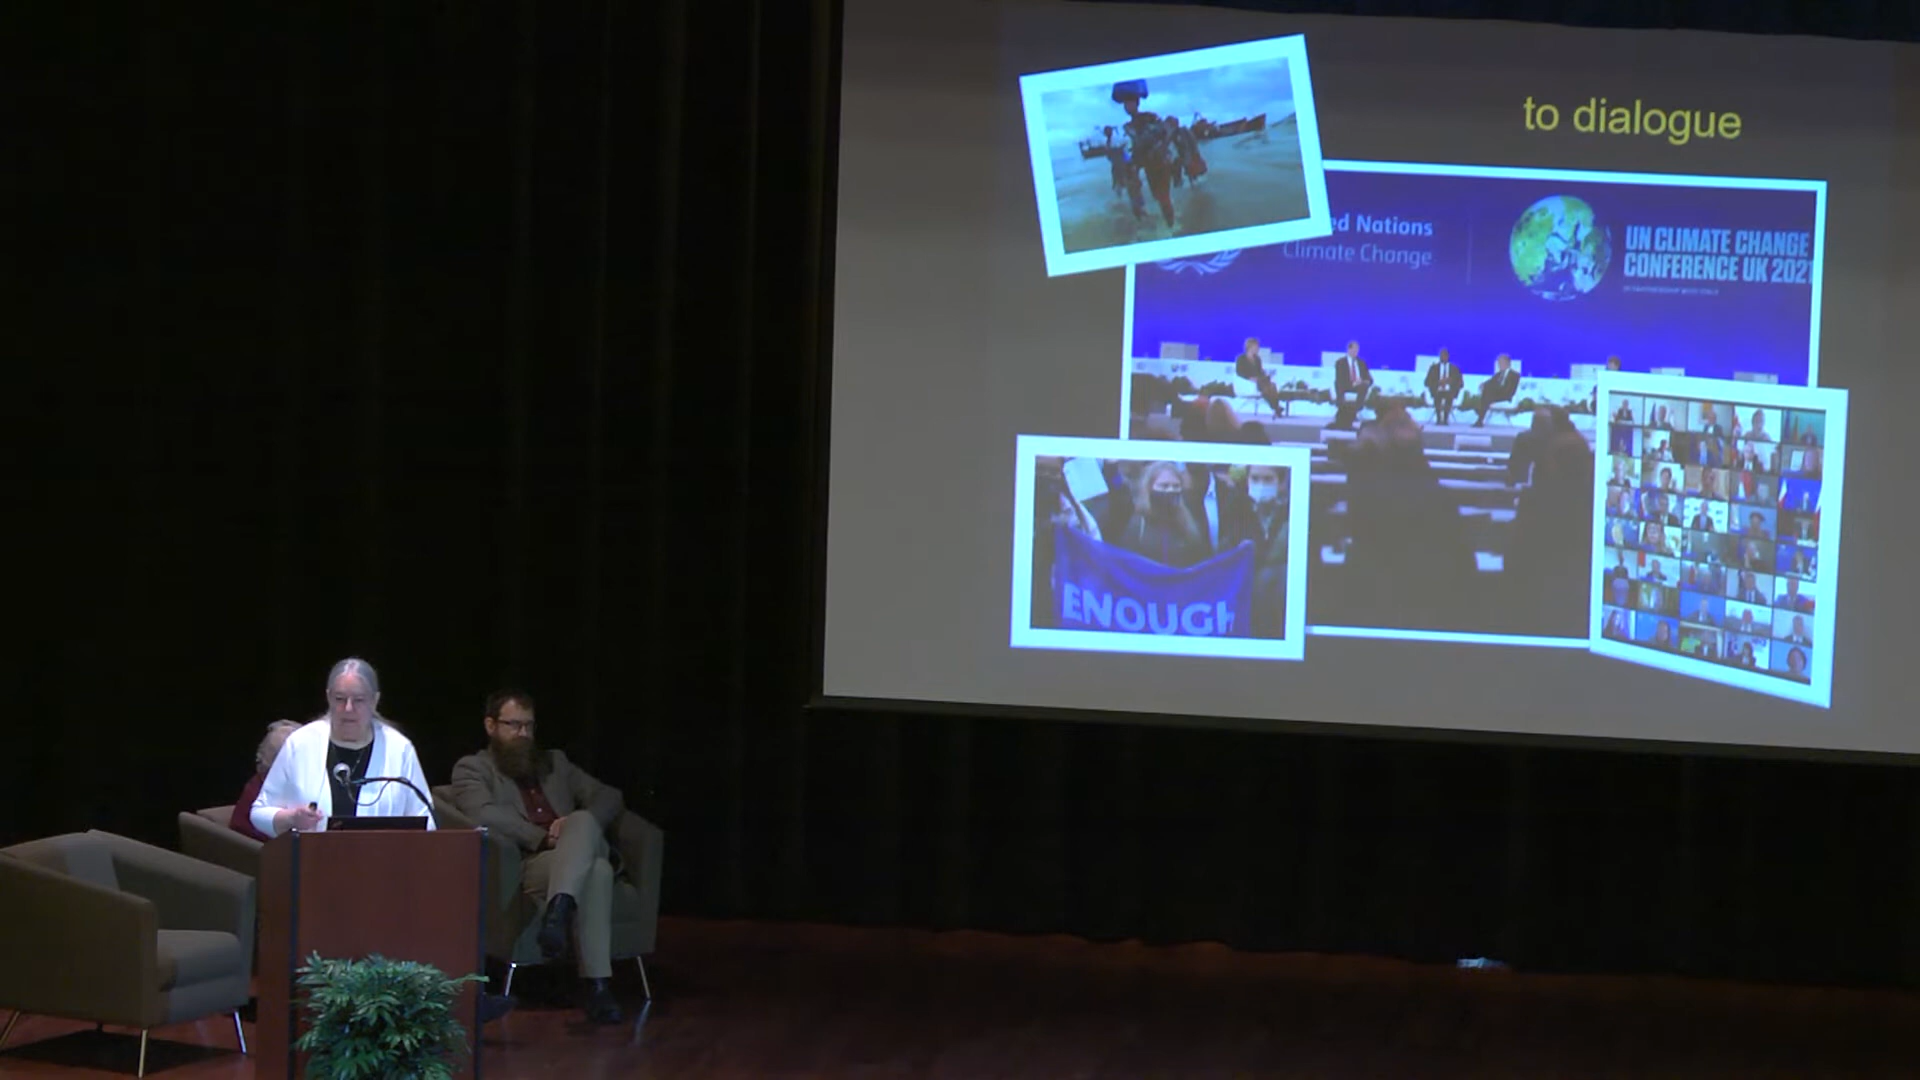 to dialogue
ed Nations
Climate Change
UN CLIMATE CHANGE
CONFERENCE UK 2021
ENOUGH